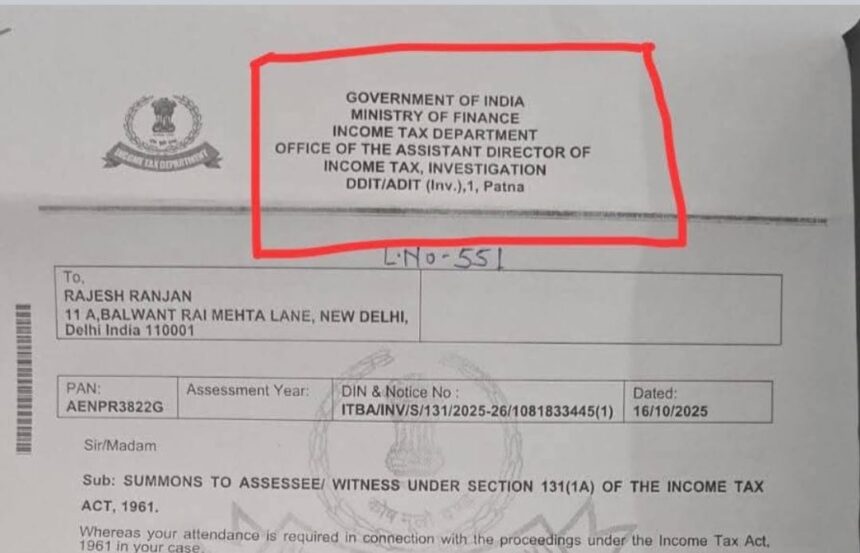 GOVERNMENT OF INDIA
MINISTRY OF FINANCE
INCOME TAX DEPARTMENT
OFFICE OF THE ASSISTANT DIRECTOR OF
INCOME TAX, INVESTIGATION
DDIT/ADIT (Inv.),1, Patna
INCOME TAX DEPARTMENT
L.No-551
To,
RAJESH RANJAN
11 A,BALWANT RAI MEHTA LANE, NEW DELHI,
Delhi India 110001
PAN:
AENPR3822G
Assessment Year:
DIN & Notice No :
ITBA/INV/S/131/2025-26/1081833445(1)
Dated:
16/10/2025
Sir/Madam
Sub: SUMMONS TO ASSESSEE/ WITNESS UNDER SECTION 131(1A) OF THE INCOME TAX
ACT, 1961.
कोष मूलो दण्ड
Whereas your attendance is required in connection with the proceedings under the Income Tax Act,
1961 in your case.